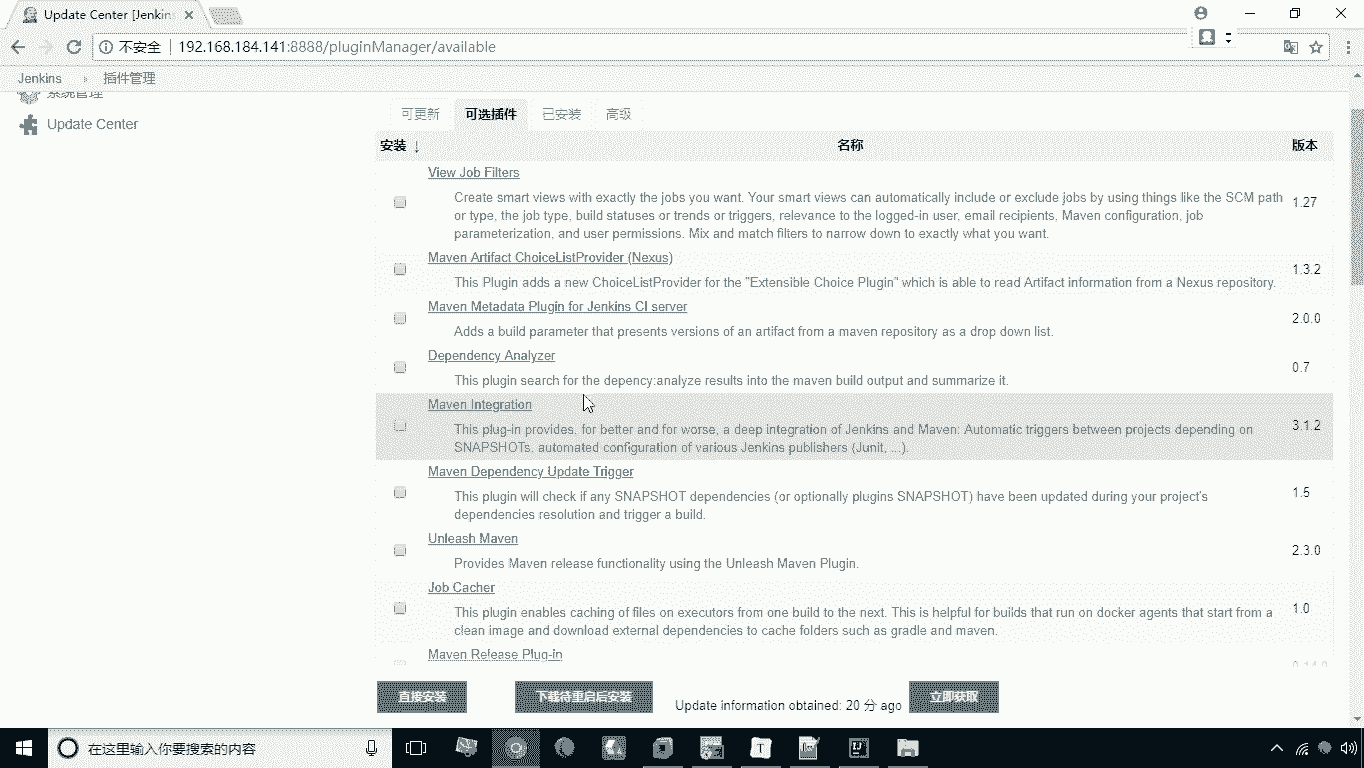 Update Center [Jenkins
不安全 192.168.184.141:8888/pluginManager/available
Jenkins 插件管理
系统管理
Update Center
可更新 可选插件 已安装 高级
安装 ↓ 名称 版本
View Job Filters
Create smart views with exactly the jobs you want. Your smart views can automatically include or exclude jobs by using things like the SCM path
or type, the job type, build statuses or trends or triggers, relevance to the logged-in user, email recipients, Maven configuration, job
parameterization, and user permissions. Mix and match filters to narrow down to exactly what you want.
1.27
Maven Artifact ChoiceListProvider (Nexus)
This Plugin adds a new ChoiceListProvider for the "Extensible Choice Plugin" which is able to read Artifact information from a Nexus repository.
1.3.2
Maven Metadata Plugin for Jenkins CI server
Adds a build parameter that presents versions of an artifact from a maven repository as a drop down list.
2.0.0
Dependency Analyzer
This plugin search for the depency:analyze results into the maven build output and summarize it.
0.7
Maven Integration
This plug-in provides, for better and for worse, a deep integration of Jenkins and Maven: Automatic triggers between projects depending on
SNAPSHOTs, automated configuration of various Jenkins publishers (Junit, ...).
3.1.2
Maven Dependency Update Trigger
This plugin will check if any SNAPSHOT dependencies (or optionally plugins SNAPSHOT) have been updated during your project's
dependencies resolution and trigger a build.
1.5
Unleash Maven
Provides Maven release functionality using the Unleash Maven Plugin.
2.3.0
Job Cacher
This plugin enables caching of files on executors from one build to the next. This is helpful for builds that run on docker agents that start from a
clean image and download external dependencies to cache folders such as gradle and maven.
1.0
Maven Release Plug-in
直接安装 下载待重启后安装 Update information obtained: 20 分 ago 立即获取
在这里输入你要搜索的内容